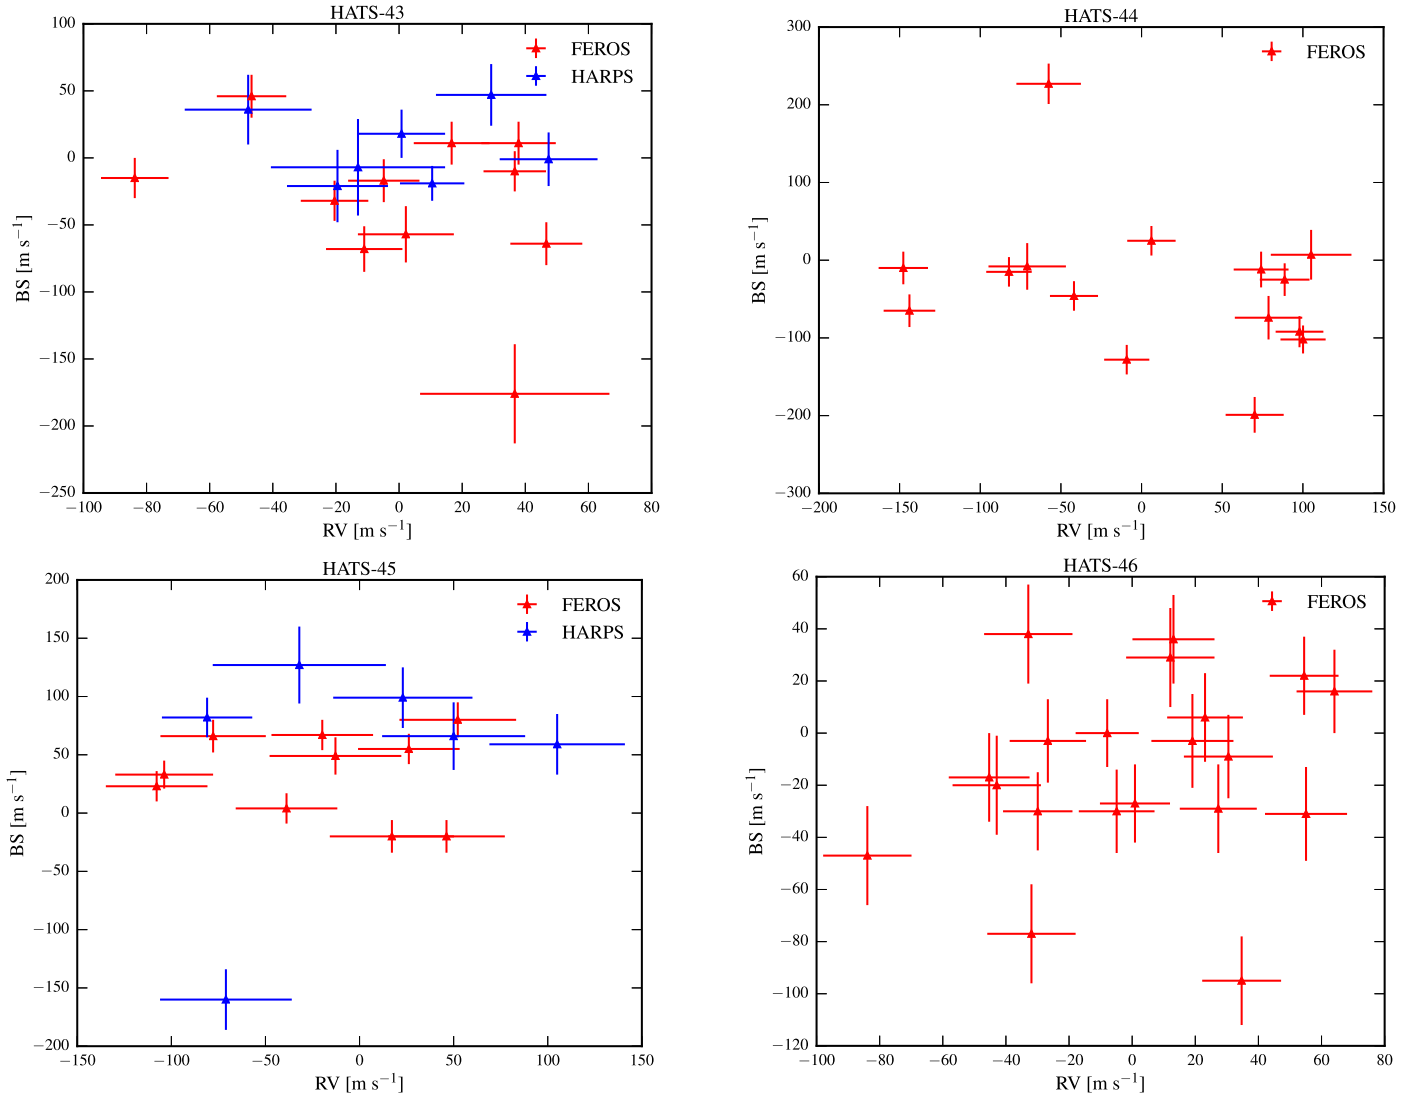 HATS-43
100
50
0
−50
−100
−150
−200
−250
BS [m s⁻¹]
FEROS
HARPS
−100 −80 −60 −40 −20 0 20 40 60 80
RV [m s⁻¹]
HATS-44
300
200
100
0
−100
−200
−300
BS [m s⁻¹]
FEROS
−200 −150 −100 −50 0 50 100 150
RV [m s⁻¹]
HATS-45
200
150
100
50
0
−50
−100
−150
−200
BS [m s⁻¹]
FEROS
HARPS
−150 −100 −50 0 50 100 150
RV [m s⁻¹]
HATS-46
60
40
20
0
−20
−40
−60
−80
−100
−120
BS [m s⁻¹]
FEROS
−100 −80 −60 −40 −20 0 20 40 60 80
RV [m s⁻¹]